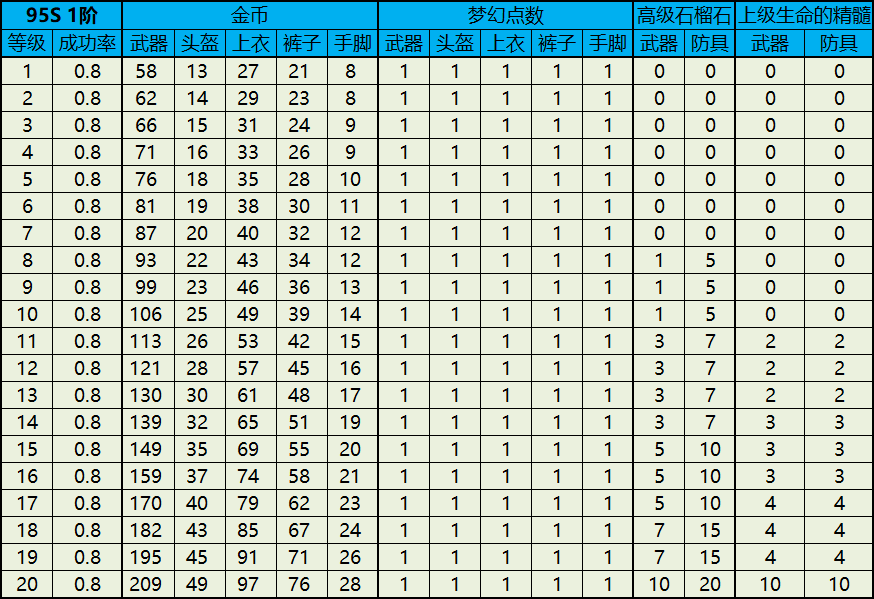 95S 1阶 金币 梦幻点数 高级石榴石 上级生命的精髓
等级 成功率 武器 头盔 上衣 裤子 手脚 武器 头盔 上衣 裤子 手脚 武器 防具 武器 防具
1 0.8 58 13 27 21 8 1 1 1 1 1 0 0 0 0
2 0.8 62 14 29 23 8 1 1 1 1 1 0 0 0 0
3 0.8 66 15 31 24 9 1 1 1 1 1 0 0 0 0
4 0.8 71 16 33 26 9 1 1 1 1 1 0 0 0 0
5 0.8 76 18 35 28 10 1 1 1 1 1 0 0 0 0
6 0.8 81 19 38 30 11 1 1 1 1 1 0 0 0 0
7 0.8 87 20 40 32 12 1 1 1 1 1 0 0 0 0
8 0.8 93 22 43 34 12 1 1 1 1 1 1 5 0 0
9 0.8 99 23 46 36 13 1 1 1 1 1 1 5 0 0
10 0.8 106 25 49 39 14 1 1 1 1 1 1 5 0 0
11 0.8 113 26 53 42 15 1 1 1 1 1 3 7 2 2
12 0.8 121 28 57 45 16 1 1 1 1 1 3 7 2 2
13 0.8 130 30 61 48 17 1 1 1 1 1 3 7 2 2
14 0.8 139 32 65 51 19 1 1 1 1 1 3 7 3 3
15 0.8 149 35 69 55 20 1 1 1 1 1 5 10 3 3
16 0.8 159 37 74 58 21 1 1 1 1 1 5 10 3 3
17 0.8 170 40 79 62 23 1 1 1 1 1 5 10 4 4
18 0.8 182 43 85 67 24 1 1 1 1 1 7 15 4 4
19 0.8 195 45 91 71 26 1 1 1 1 1 7 15 4 4
20 0.8 209 49 97 76 28 1 1 1 1 1 10 20 10 10